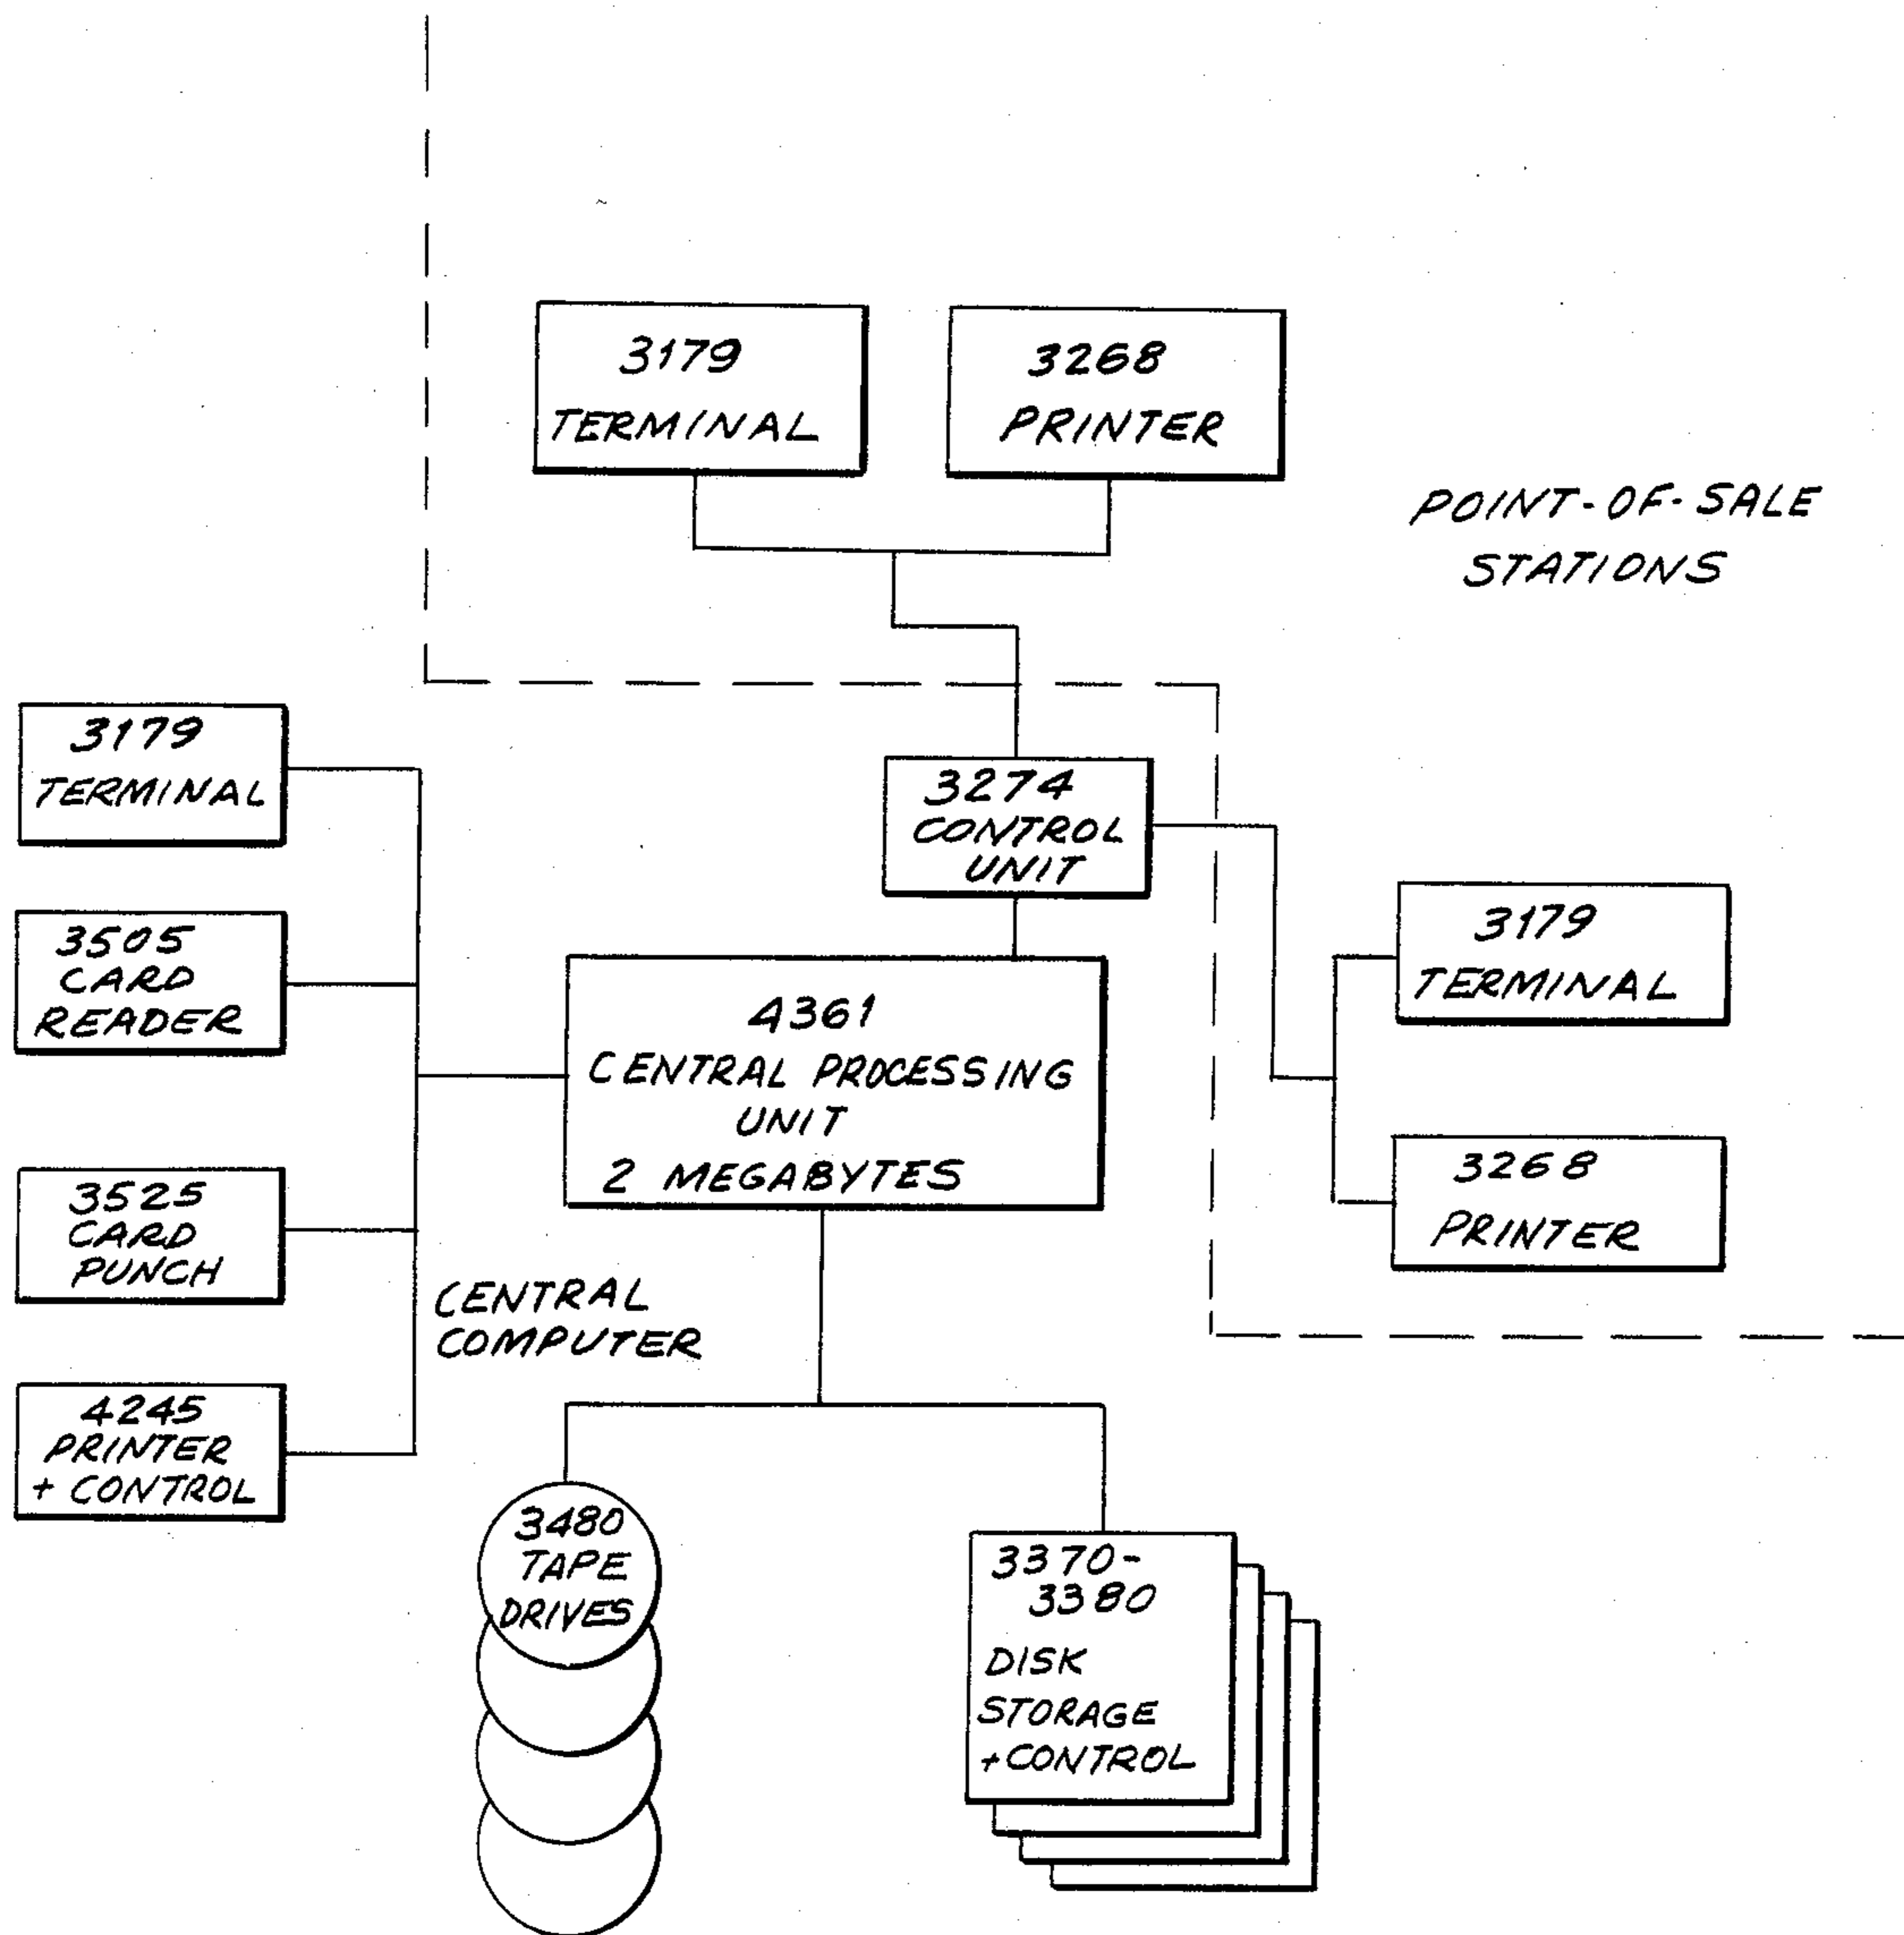 3179
TERMINAL
3268
PRINTER
POINT-OF-SALE
STATIONS
3179
TERMINAL
3274
CONTROL
UNIT
3505
CARD
READER
3179
TERMINAL
4361
CENTRAL PROCESSING
UNIT
2 MEGABYTES
3525
CARD
PUNCH
3268
PRINTER
CENTRAL
COMPUTER
4245
PRINTER
+ CONTROL
3480
TAPE
DRIVES
3370-
3380
DISK
STORAGE
+CONTROL